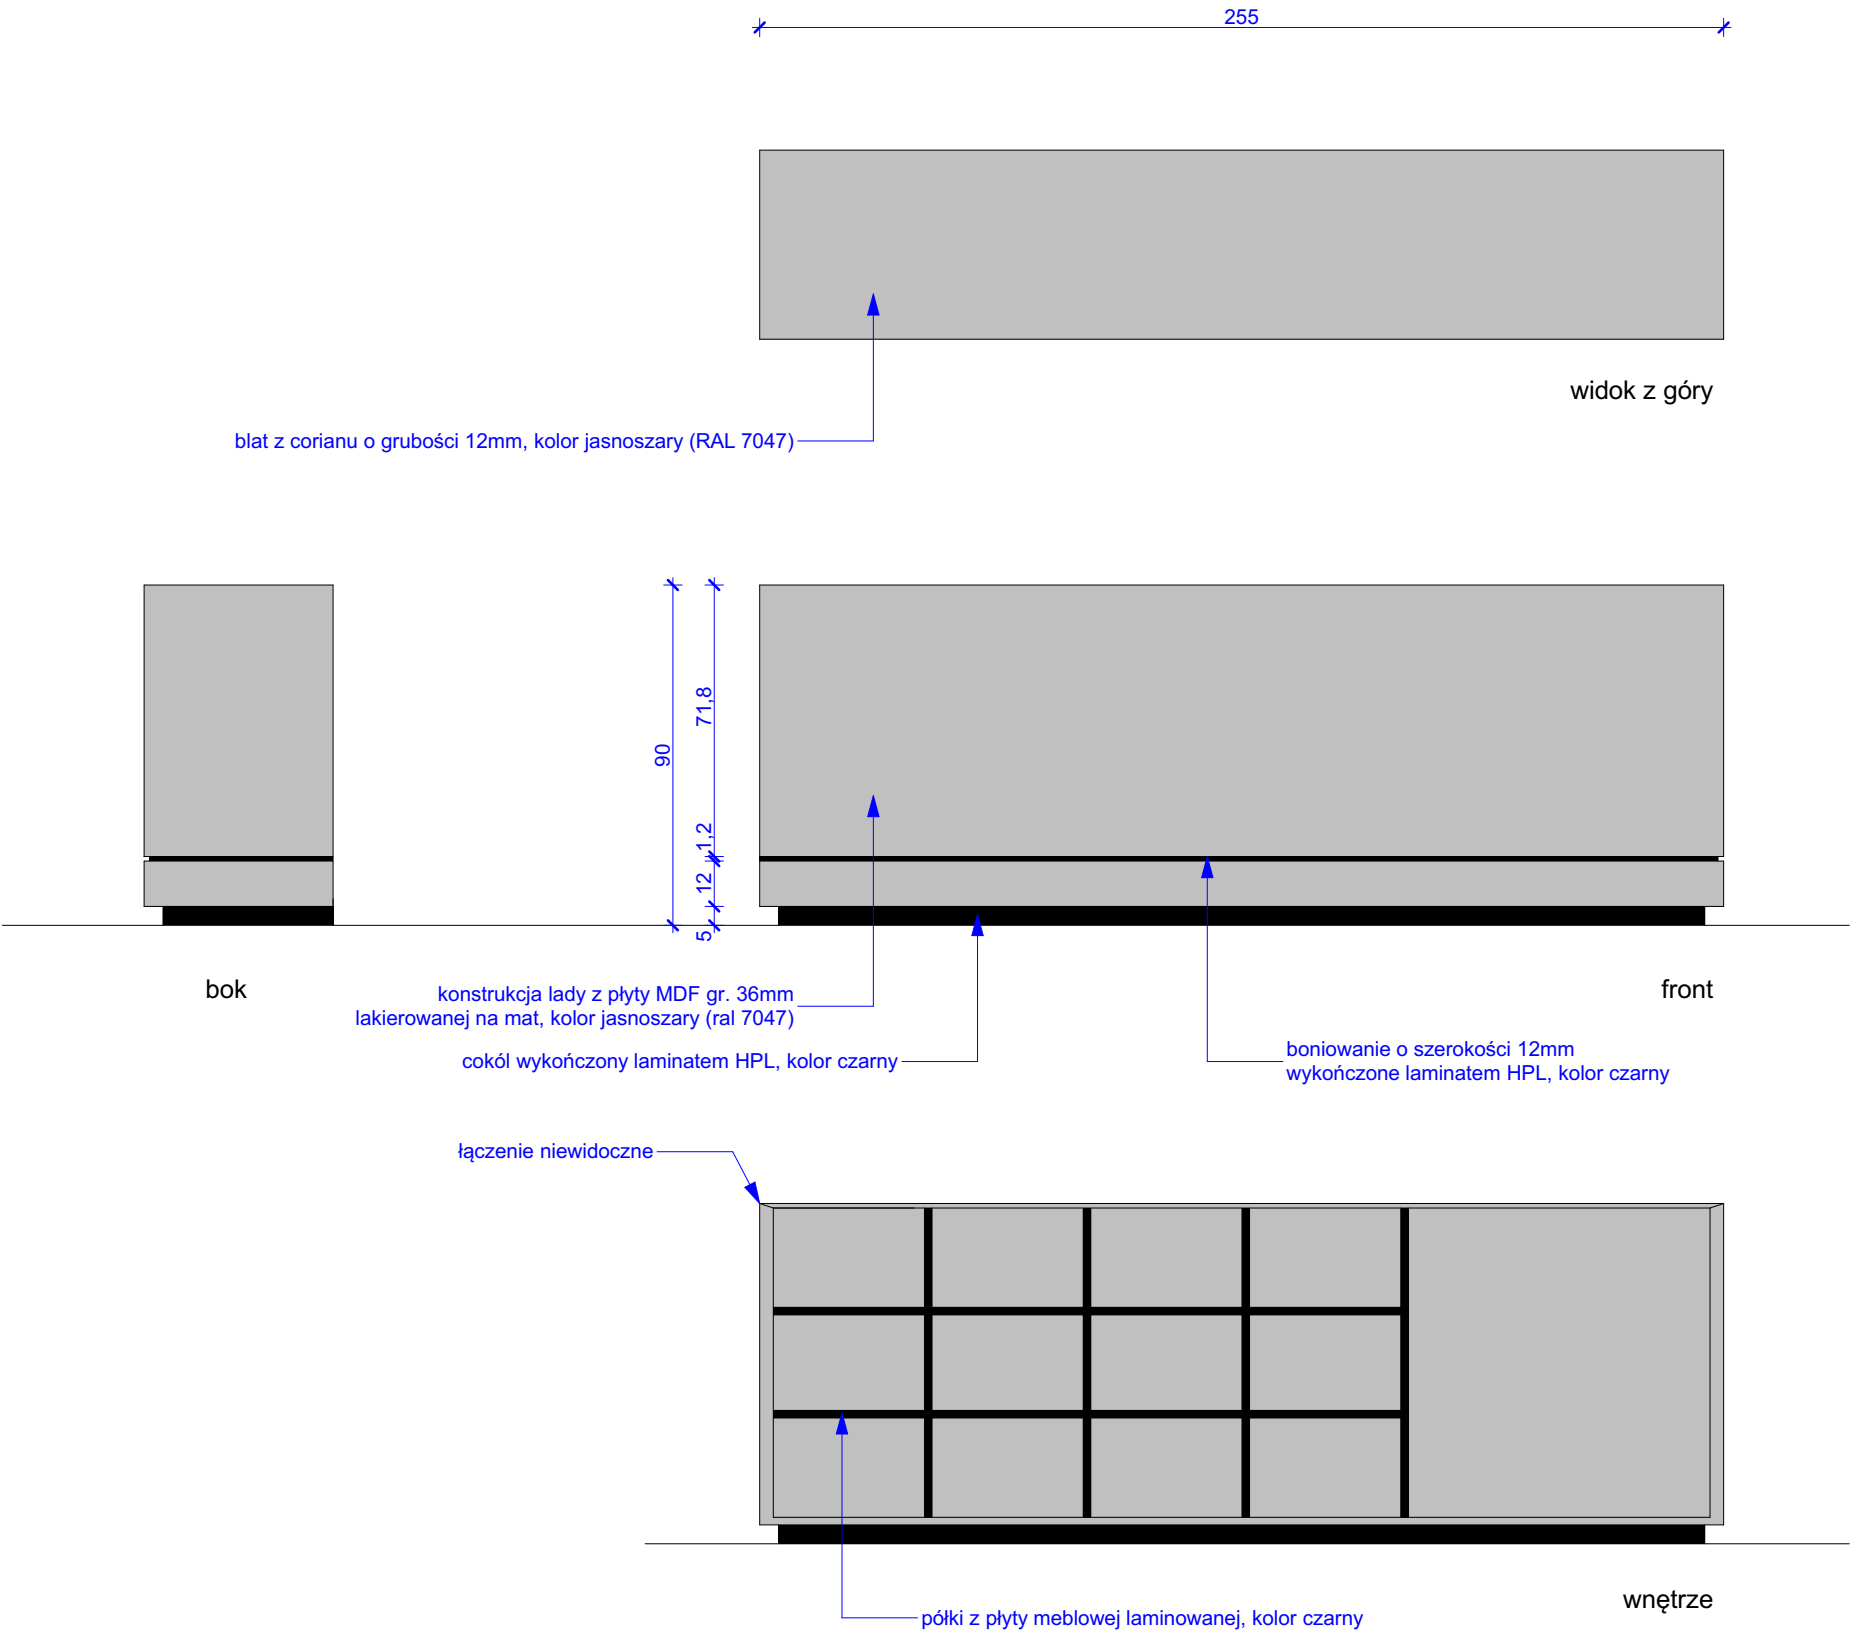 255
widok z góry
blat z corianu o grubości 12mm, kolor jasnoszary (RAL 7047)
90
71,8
1,2
12
5
bok
front
konstrukcja lady z płyty MDF gr. 36mm
lakierowanej na mat, kolor jasnoszary (ral 7047)
cokól wykończony laminatem HPL, kolor czarny
boniowanie o szerokości 12mm
wykończone laminatem HPL, kolor czarny
łączenie niewidoczne
wnętrze
półki z płyty meblowej laminowanej, kolor czarny